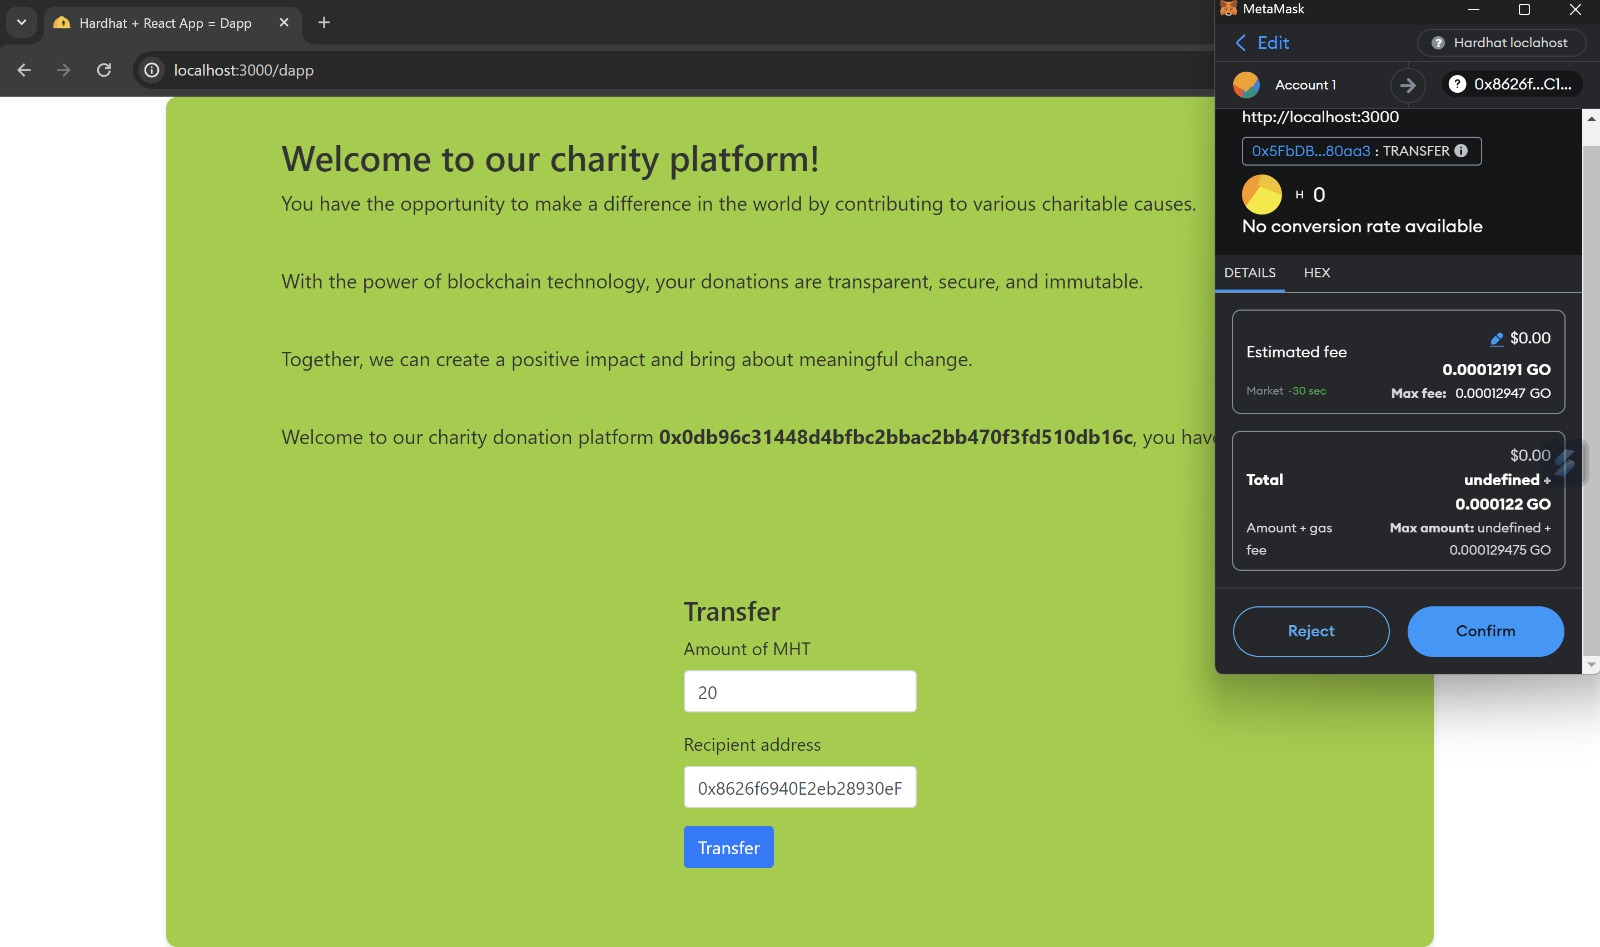 Hardhat + React App = Dapp
localhost:3000/dapp
Welcome to our charity platform!
You have the opportunity to make a difference in the world by contributing to various charitable causes.
With the power of blockchain technology, your donations are transparent, secure, and immutable.
Together, we can create a positive impact and bring about meaningful change.
Welcome to our charity donation platform 0x0db96c31448d4bfbc2bbac2bb470f3fd510db16c, you have
Transfer
Amount of MHT
20
Recipient address
0x8626f6940E2eb28930eF
Transfer
MetaMask
Edit
Hardhat loclahost
Account 1
0x8626f...C1...
http://localhost:3000
0x5FbDB...80aa3 : TRANSFER
H 0
No conversion rate available
DETAILS HEX
$0.00
Estimated fee
0.00012191 GO
Market ~30 sec Max fee: 0.00012947 GO
$0.00
Total undefined +
0.000122 GO
Amount + gas Max amount: undefined +
fee 0.000129475 GO
Reject Confirm